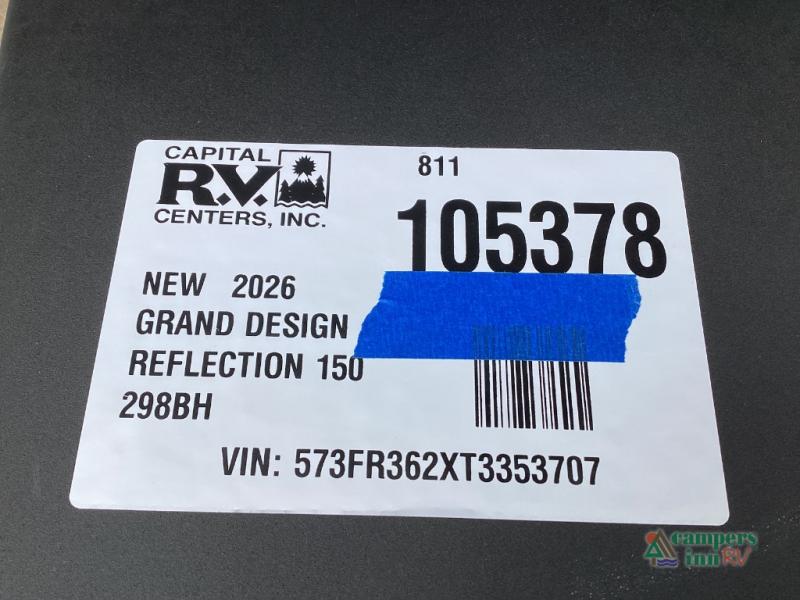 CAPITAL
R.V.
CENTERS, INC.
811
105378
NEW 2026
GRAND DESIGN
REFLECTION 150
298BH
VIN: 573FR362XT3353707
campers
inn RV